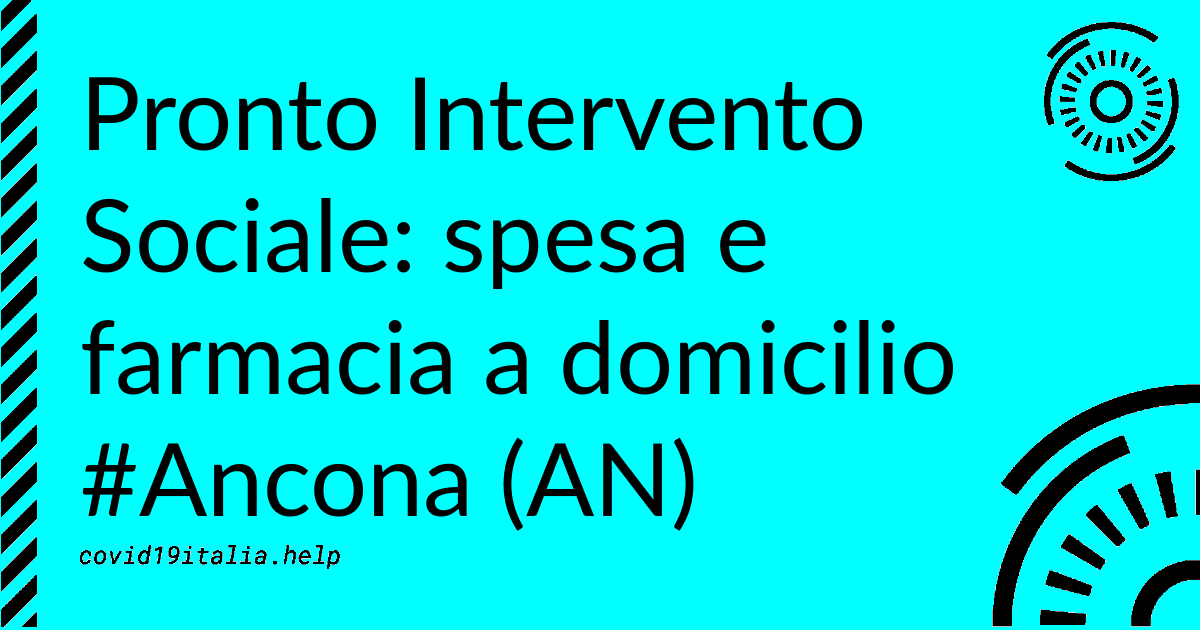 Pronto Intervento
Sociale: spesa e
farmacia a domicilio
#Ancona (AN)
covid19italia.help